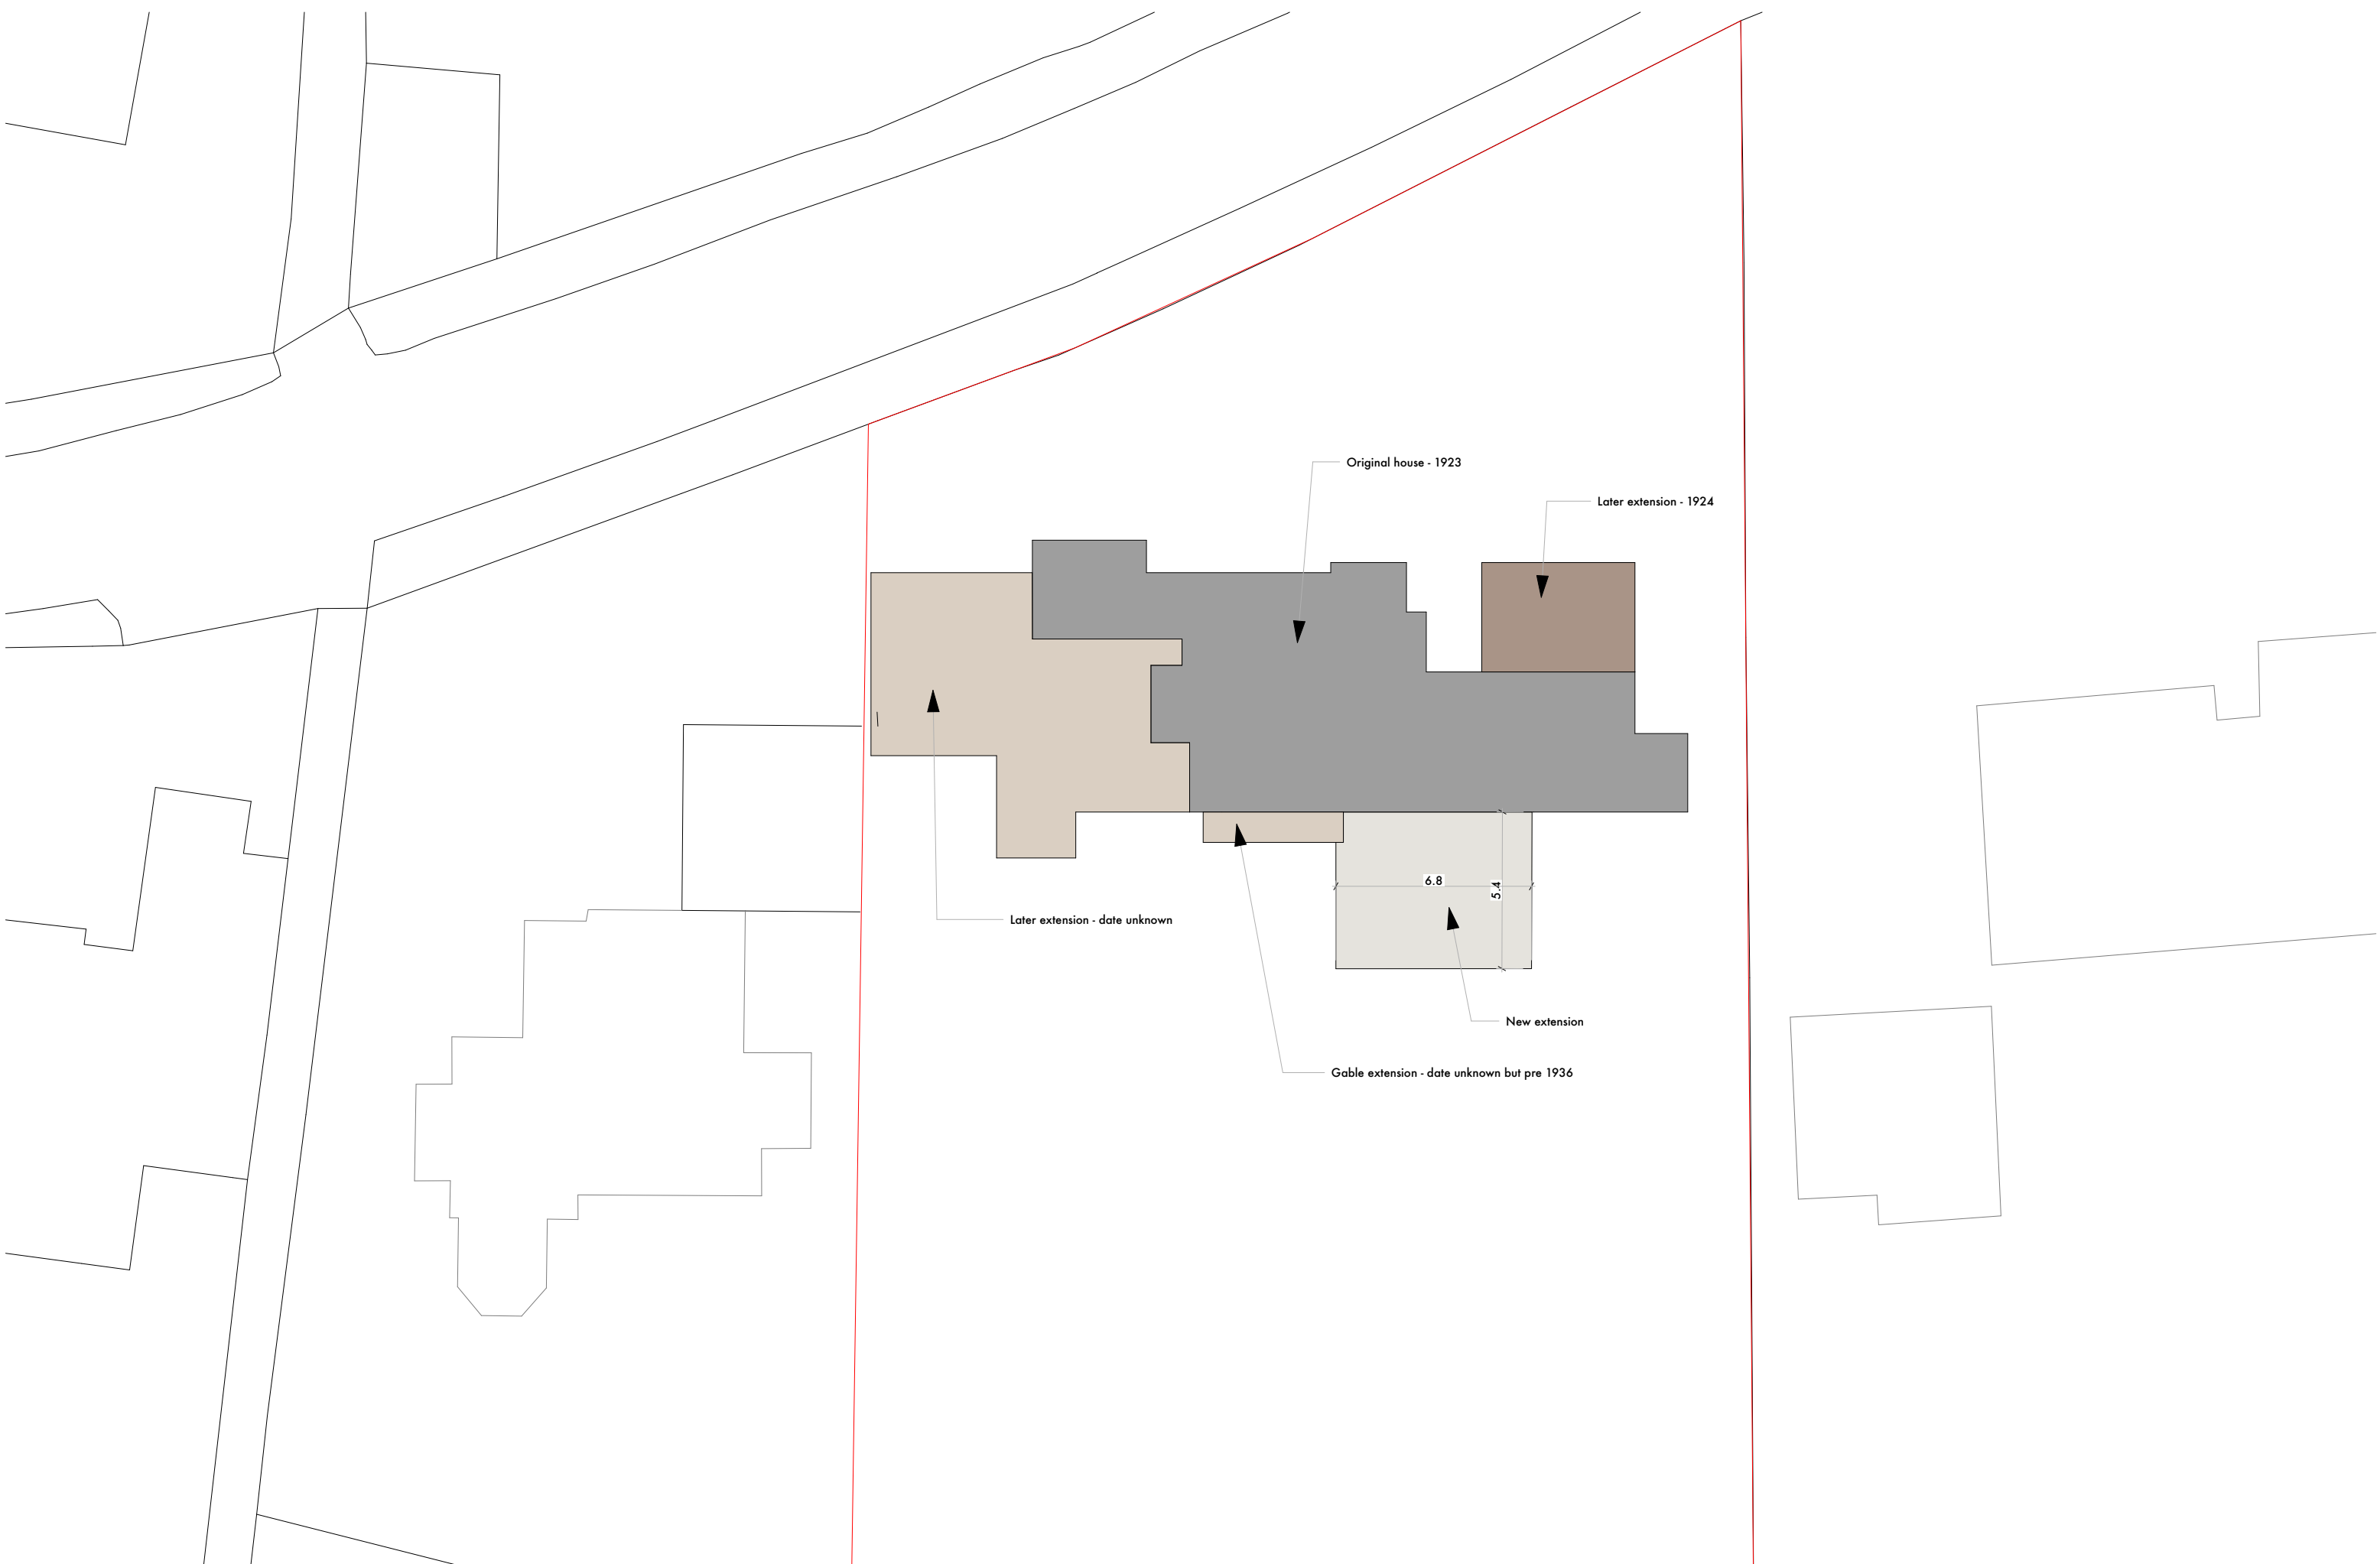 Original house - 1923
Later extension - 1924
6.8
5.4
Later extension - date unknown
New extension
Gable extension - date unknown but pre 1936